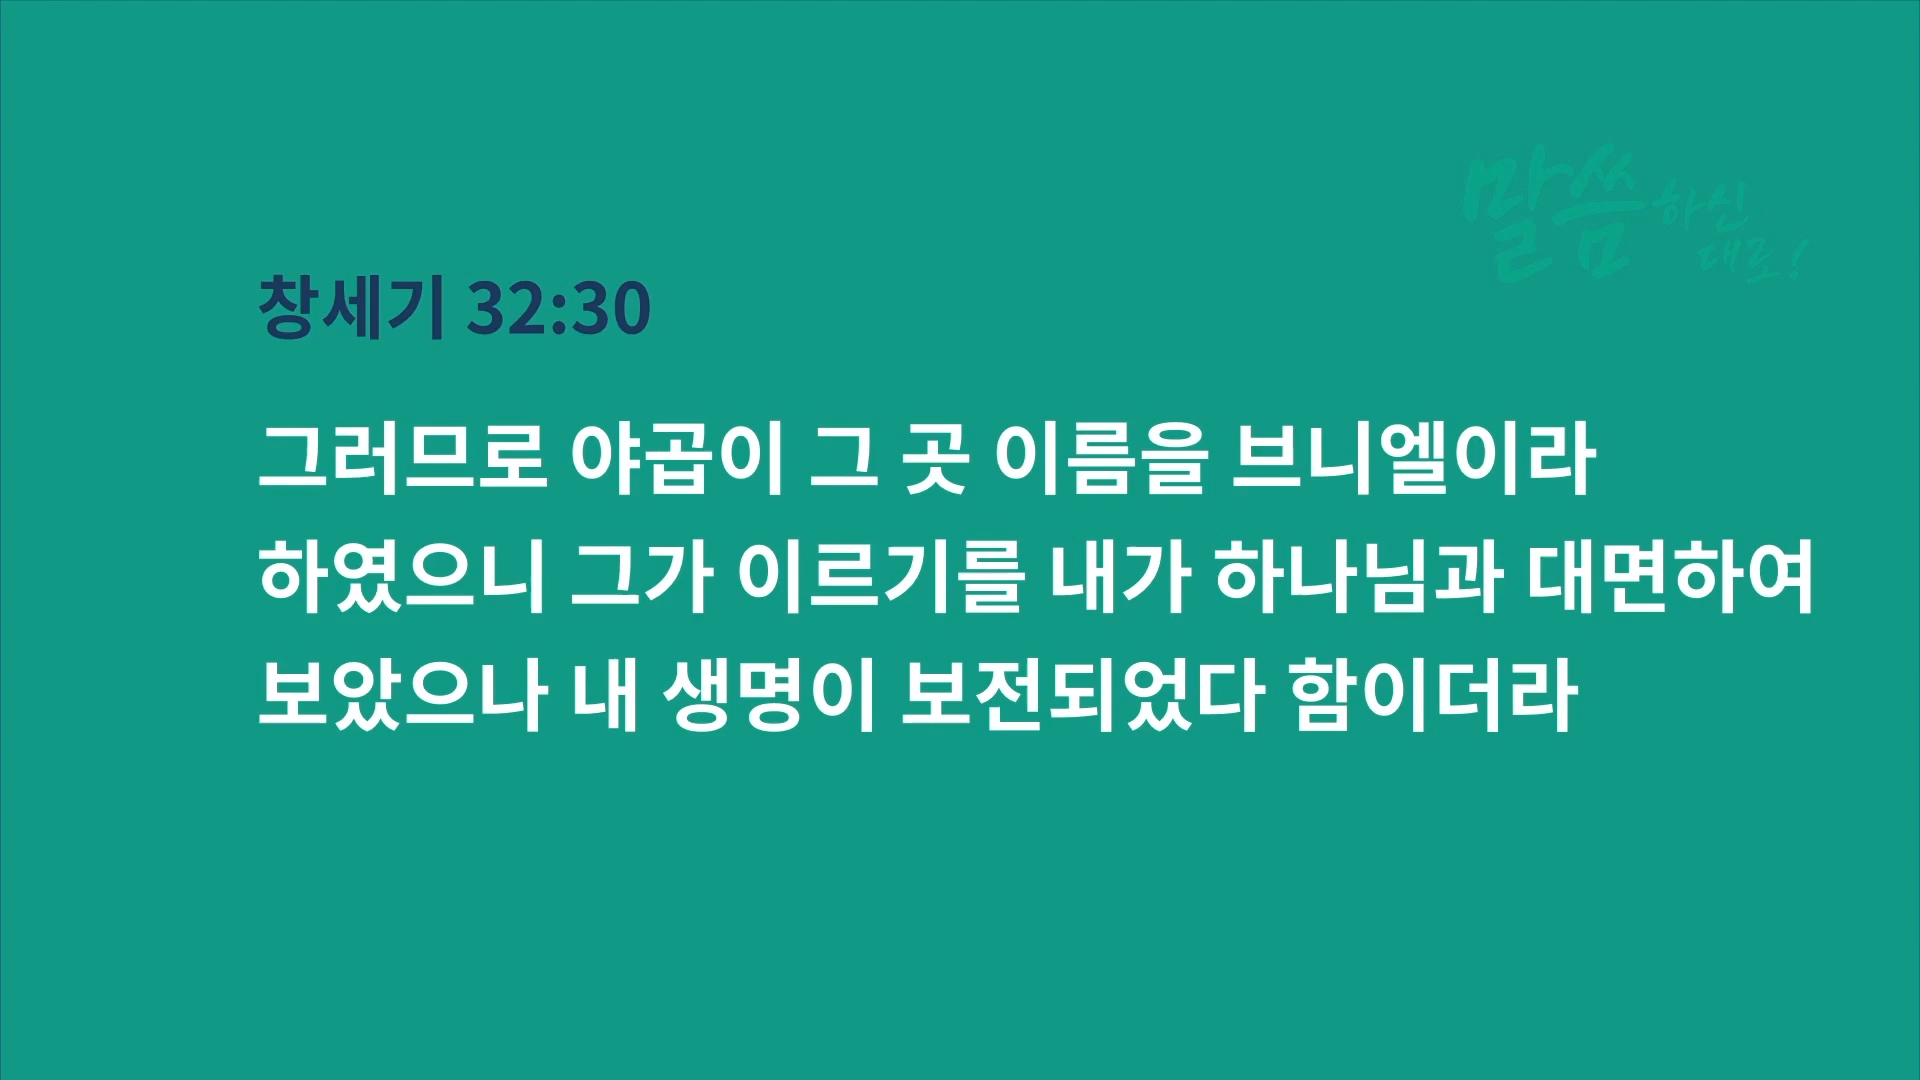 말씀하신
대로!
창세기 32:30
그러므로 야곱이 그 곳 이름을 브니엘이라
하였으니 그가 이르기를 내가 하나님과 대면하여
보았으나 내 생명이 보전되었다 함이더라